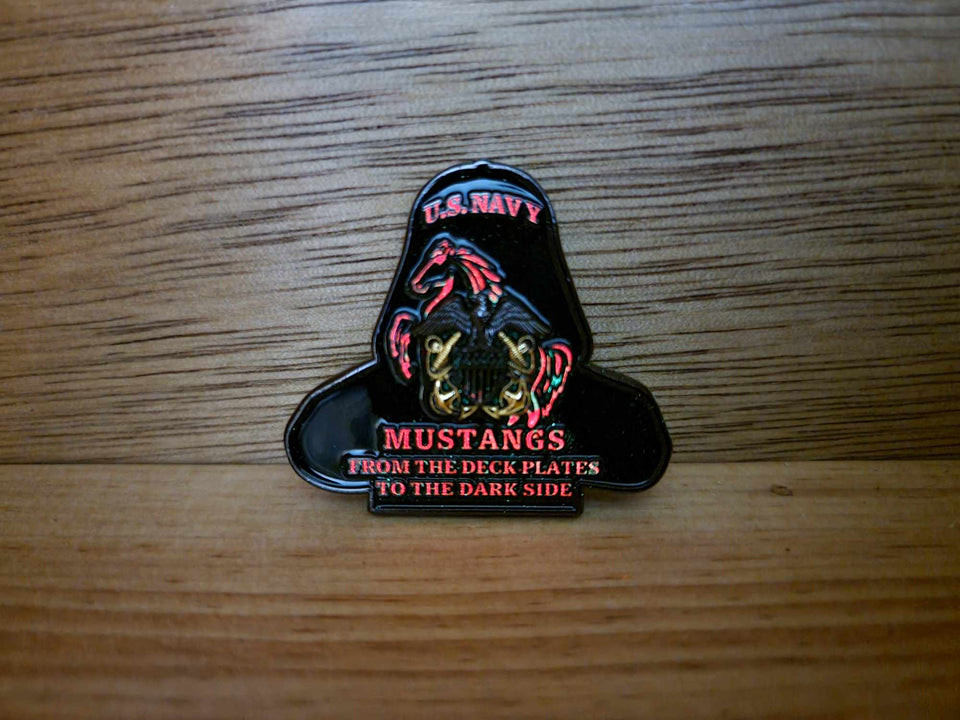 U.S. NAVY
MUSTANGS
FROM THE DECK PLATES
TO THE DARK SIDE